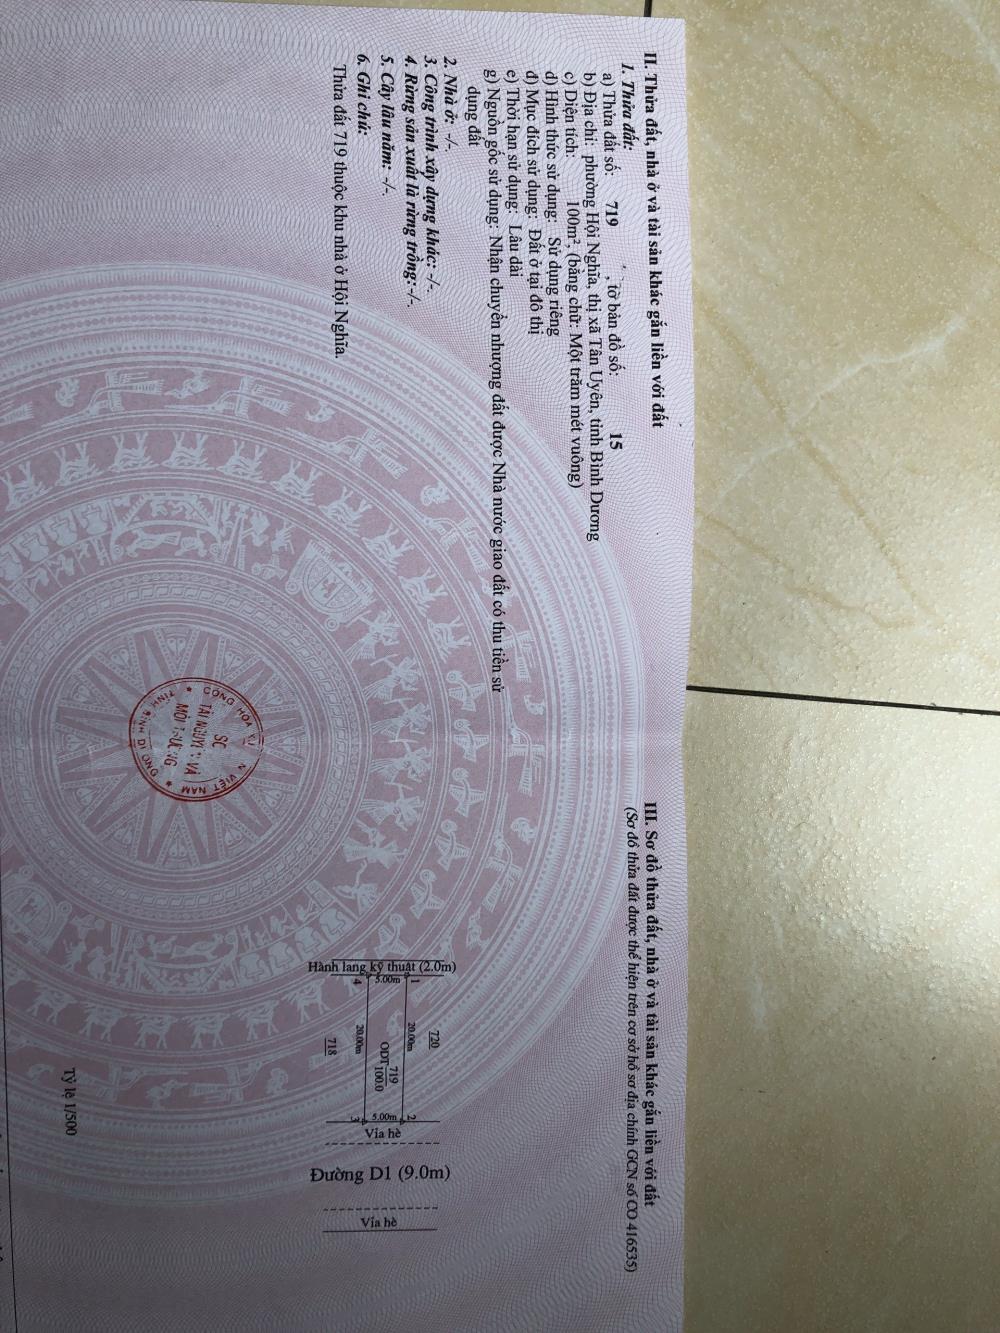 II. Thửa đất, nhà ở và tài sản khác gắn liền với đất
1. Thửa đất:
a) Thửa đất số: 719 , tờ bản đồ số: 15
b) Địa chỉ: phường Hội Nghĩa, thị xã Tân Uyên, tỉnh Bình Dương
c) Diện tích: 100m², (bằng chữ: Một trăm mét vuông)
d) Hình thức sử dụng: Sử dụng riêng
đ) Mục đích sử dụng: Đất ở tại đô thị
e) Thời hạn sử dụng: Lâu dài
g) Nguồn gốc sử dụng: Nhận chuyển nhượng đất được Nhà nước giao đất có thu tiền sử
dụng đất
2. Nhà ở: -/-.
3. Công trình xây dựng khác: -/-.
4. Rừng sản xuất là rừng trồng:-/-.
5. Cây lâu năm: -/-.
6. Ghi chú:
Thửa đất 719 thuộc khu nhà ở Hội Nghĩa.
CỘNG HÒA VIỆT NAM
TỈNH BÌNH DƯƠNG
TÀI NGUYÊN VÀ
MÔI TRƯỜNG
III. Sơ đồ thửa đất, nhà ở và tài sản khác gắn liền với đất
(Sơ đồ thửa đất được thể hiện trên cơ sở hồ sơ địa chính GCN số CO 416535)
Hành lang kỹ thuật (2.0m)
720
1
20.00m
2
5.00m
ODT
719
100.0
5.00m
4
20.00m
3
718
Vỉa hè
Đường D1 (9.0m)
Vỉa hè
Tỷ lệ 1/500